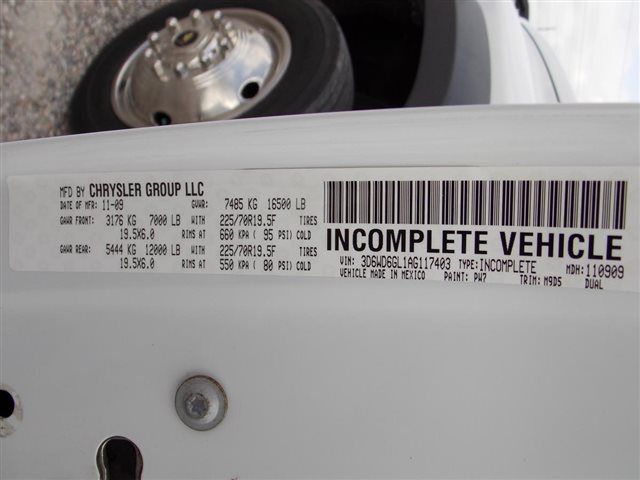 MFD BY CHRYSLER GROUP LLC
DATE OF MFR: 11-09 GVWR: 7485 KG 16500 LB
GAWR FRONT: 3176 KG 7000 LB WITH 225/70R19.5F TIRES
19.5X6.0 RIMS AT 660 KPA ( 95 PSI) COLD
GAWR REAR: 5444 KG 12000 LB WITH 225/70R19.5F TIRES
19.5X6.0 RIMS AT 550 KPA ( 80 PSI) COLD
INCOMPLETE VEHICLE
VIN: 3D6WD6GL1AG117403 TYPE: INCOMPLETE MDH: 110909
VEHICLE MADE IN MEXICO PAINT: PW7 TRIM: M9D5 DUAL